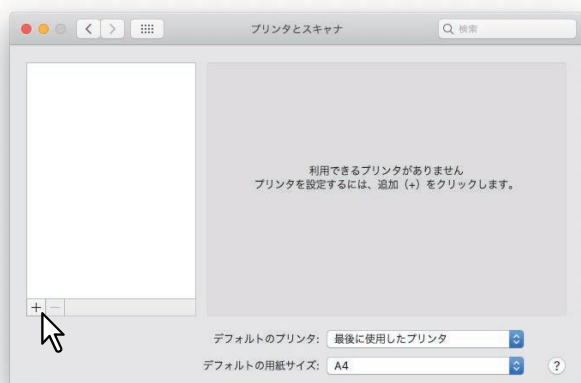 プリンタとスキャナ
検索
利用できるプリンタがありません
プリンタを設定するには、追加（+）をクリックします。
+ −
デフォルトのプリンタ: 最後に使用したプリンタ
デフォルトの用紙サイズ: A4
?